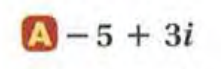 A – 5 + 3i